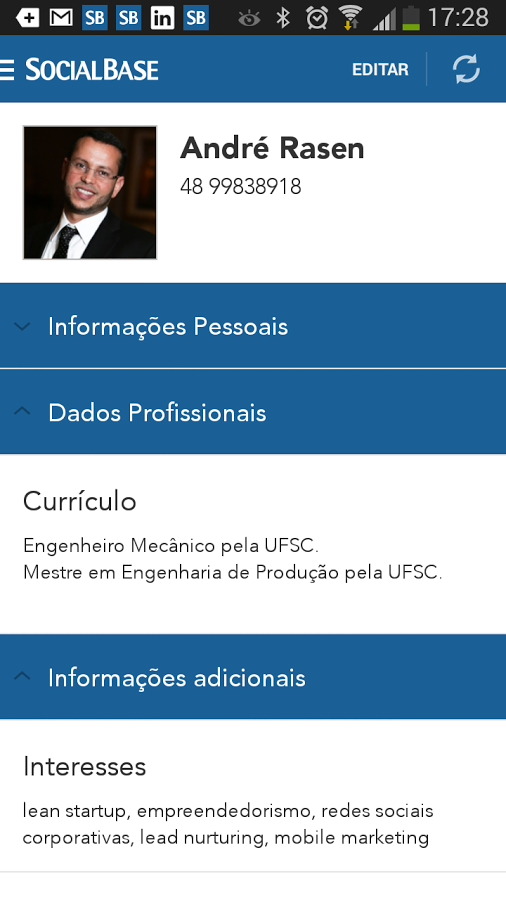 SB SB in SB 17:28
SOCIALBASE EDITAR
André Rasen
48 99838918
Informações Pessoais
Dados Profissionais
Currículo
Engenheiro Mecânico pela UFSC.
Mestre em Engenharia de Produção pela UFSC.
Informações adicionais
Interesses
lean startup, empreendedorismo, redes sociais
corporativas, lead nurturing, mobile marketing